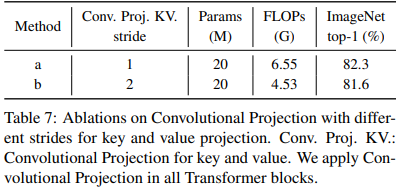 Method Conv. Proj. KV. stride Params (M) FLOPs (G) ImageNet top-1 (%)
a 1 20 6.55 82.3
b 2 20 4.53 81.6
Table 7: Ablations on Convolutional Projection with differ-
ent strides for key and value projection. Conv. Proj. KV.:
Convolutional Projection for key and value. We apply Con-
volutional Projection in all Transformer blocks.